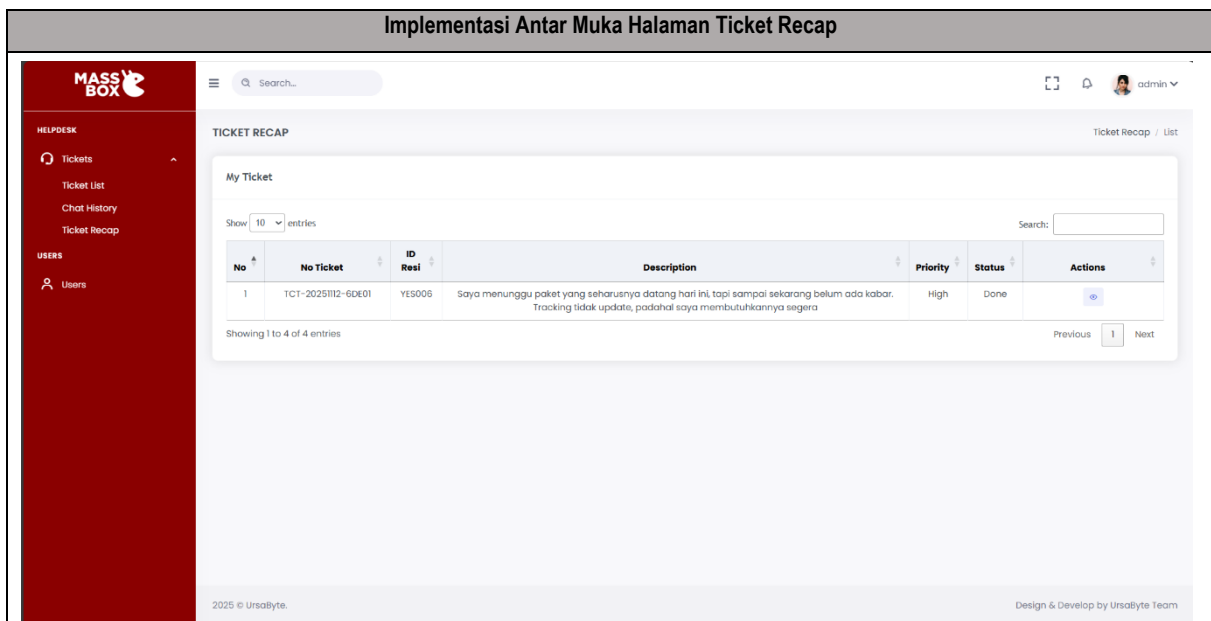 Implementasi Antar Muka Halaman Ticket Recap
MASS BOX
Search...
admin
HELPDESK
Tickets
Ticket List
Chat History
Ticket Recap
USERS
Users
TICKET RECAP
Ticket Recap / List
My Ticket
Show 10 entries
Search:
No No Ticket ID Resi Description Priority Status Actions
1 TCT-20251112-6DE01 YES006 Saya menunggu paket yang seharusnya datang hari ini, tapi sampai sekarang belum ada kabar. High Done
Tracking tidak update, padahal saya membutuhkannya segera
Showing 1 to 4 of 4 entries
Previous 1 Next
2025 © UrsaByte.
Design & Develop by UrsaByte Team